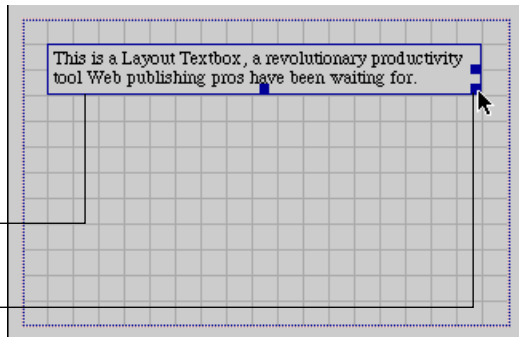 This is a Layout Textbox, a revolutionary productivity
tool Web publishing pros have been waiting for.